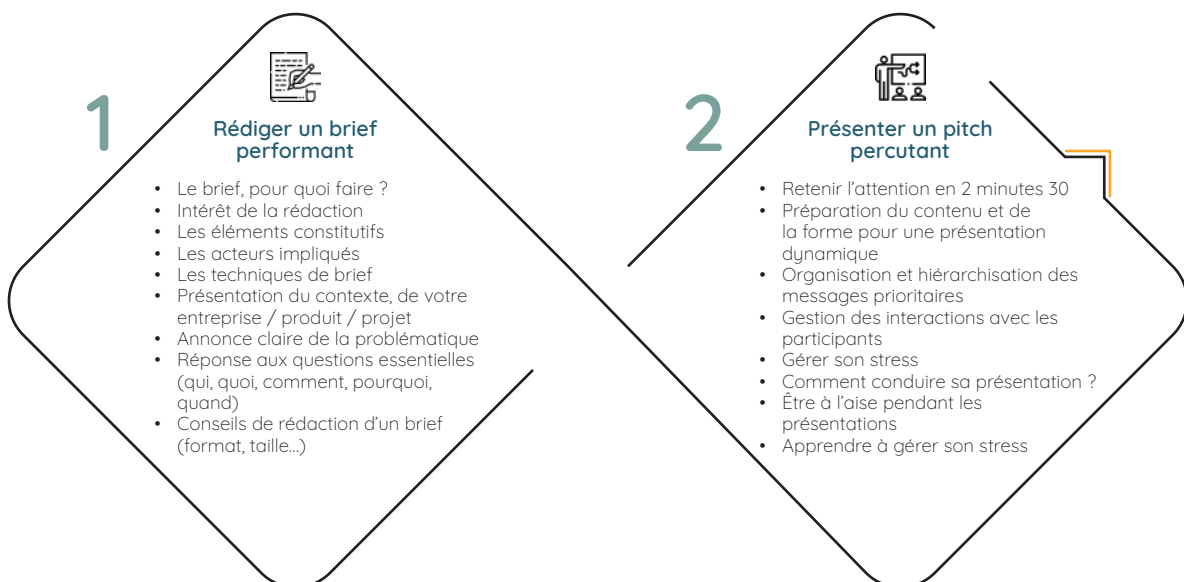 1
Rédiger un brief
performant
• Le brief, pour quoi faire ?
• Intérêt de la rédaction
• Les éléments constitutifs
• Les acteurs impliqués
• Les techniques de brief
• Présentation du contexte, de votre
entreprise / produit / projet
• Annonce claire de la problématique
• Réponse aux questions essentielles
(qui, quoi, comment, pourquoi,
quand)
• Conseils de rédaction d’un brief
(format, taille...)
2
Présenter un pitch
percutant
• Retenir l’attention en 2 minutes 30
• Préparation du contenu et de
la forme pour une présentation
dynamique
• Organisation et hiérarchisation des
messages prioritaires
• Gestion des interactions avec les
participants
• Gérer son stress
• Comment conduire sa présentation ?
• Être à l’aise pendant les
présentations
• Apprendre à gérer son stress